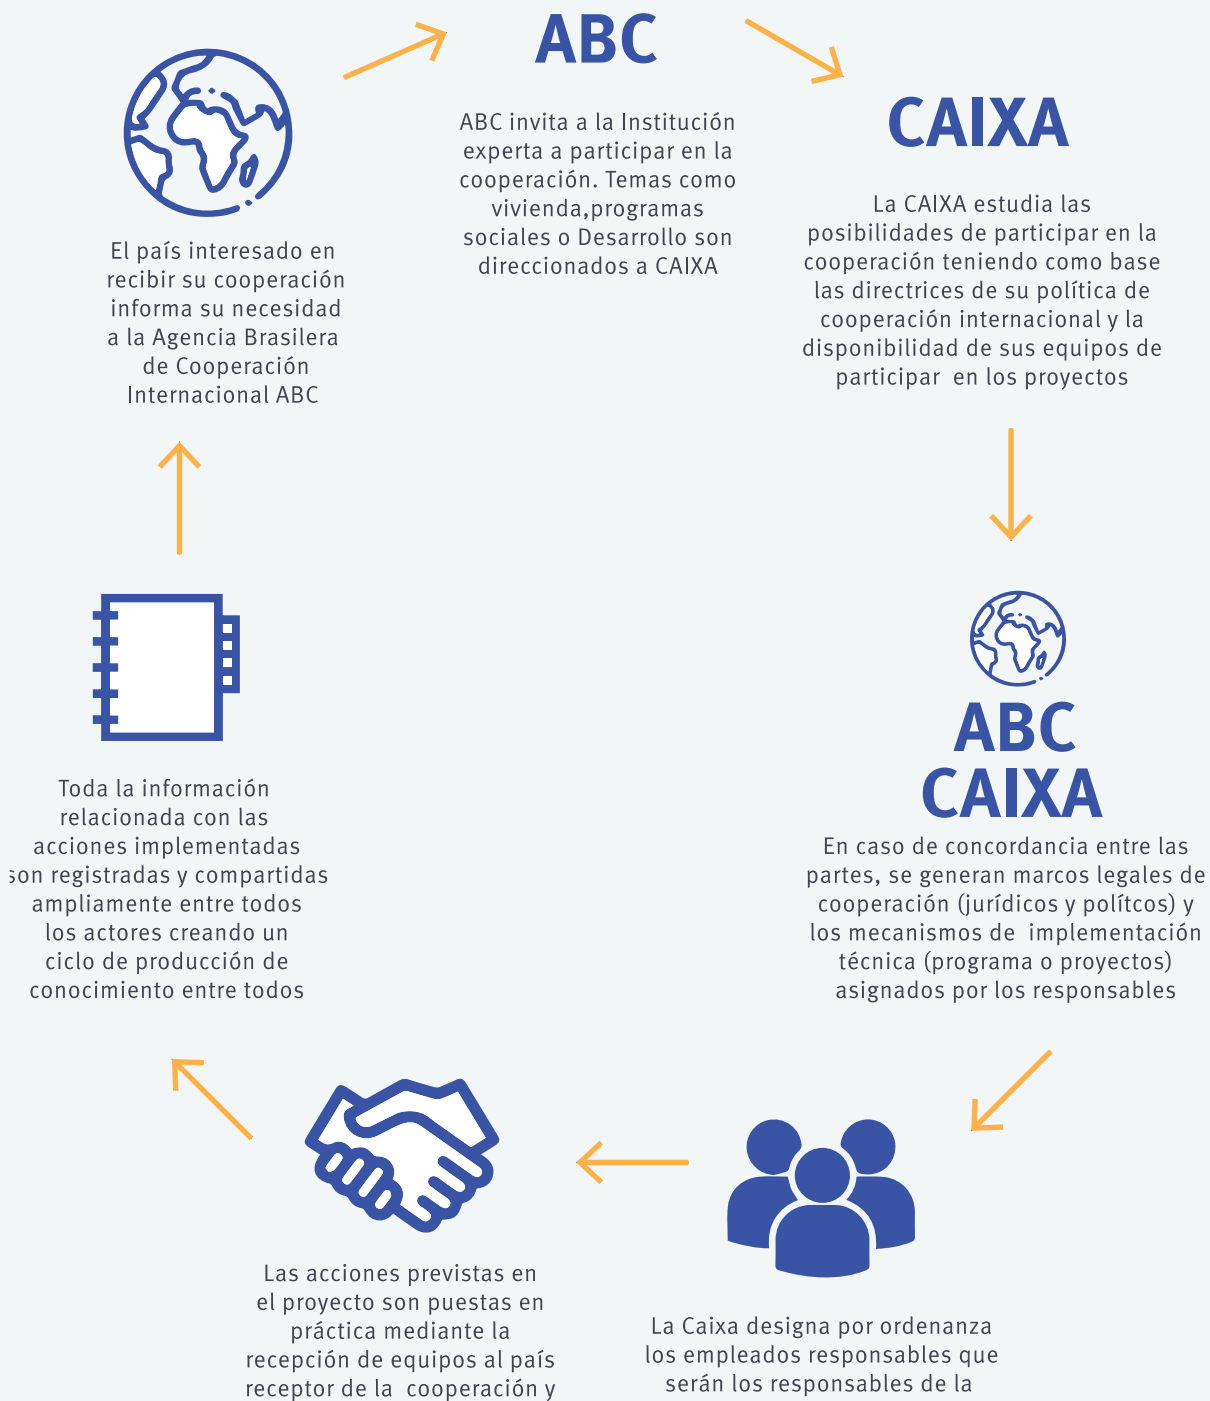 ABC
ABC invita a la Institución
experta a participar en la
cooperación. Temas como
vivienda,programas
sociales o Desarrollo son
direccionados a CAIXA
CAIXA
La CAIXA estudia las
posibilidades de participar en la
cooperación teniendo como base
las directrices de su política de
cooperación internacional y la
disponibilidad de sus equipos de
participar en los proyectos
El país interesado en
recibir su cooperación
informa su necesidad
a la Agencia Brasilera
de Cooperación
Internacional ABC
ABC
CAIXA
En caso de concordancia entre las
partes, se generan marcos legales de
cooperación (jurídicos y polítcos) y
los mecanismos de implementación
técnica (programa o proyectos)
asignados por los responsables
Toda la información
relacionada con las
acciones implementadas
son registradas y compartidas
ampliamente entre todos
los actores creando un
ciclo de producción de
conocimiento entre todos
Las acciones previstas en
el proyecto son puestas en
práctica mediante la
recepción de equipos al país
receptor de la cooperación y
La Caixa designa por ordenanza
los empleados responsables que
serán los responsables de la